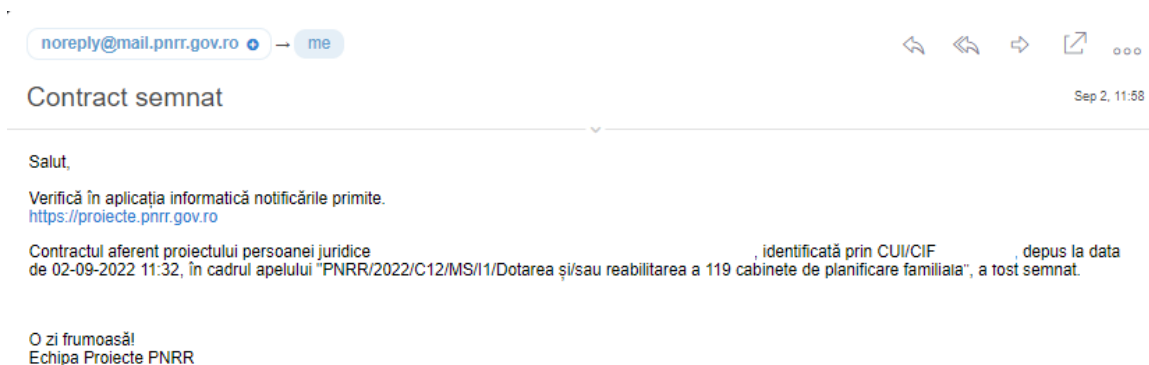 noreply@mail.pnrr.gov.ro → me
Contract semnat
Sep 2, 11:58
Salut,
Verifică în aplicația informatică notificările primite.
https://proiecte.pnrr.gov.ro
Contractul aferent proiectului persoanei juridice , identificată prin CUI/CIF , depus la data
de 02-09-2022 11:32, în cadrul apelului "PNRR/2022/C12/MS/I1/Dotarea și/sau reabilitarea a 119 cabinete de planificare familiala", a fost semnat.
O zi frumoasă!
Echipa Proiecte PNRR